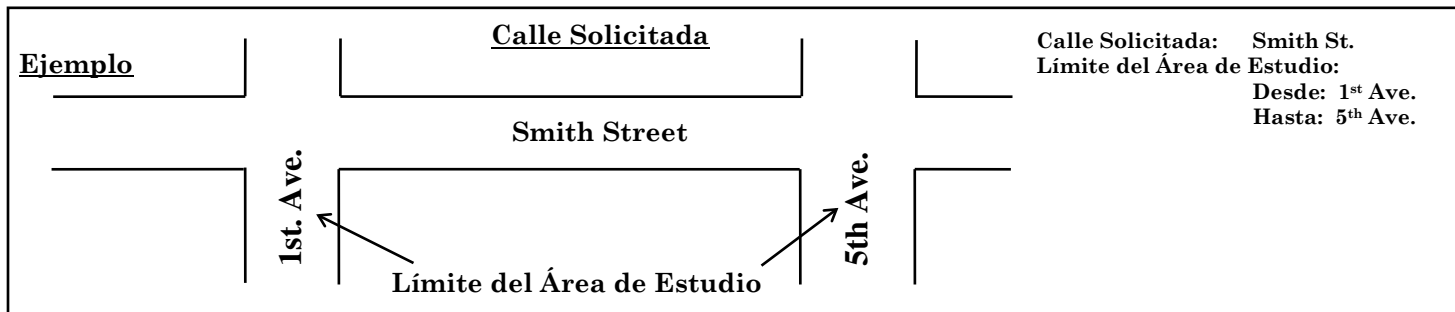 Ejemplo
Calle Solicitada
Smith Street
1st. Ave.
5th Ave.
Límite del Área de Estudio
Calle Solicitada: Smith St.
Límite del Área de Estudio:
Desde: 1st Ave.
Hasta: 5th Ave.